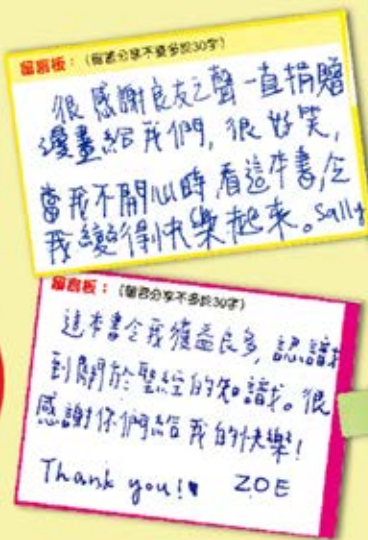 留言板：（留言分享不要多於30字）
很感謝良友之聲一直捐贈
漫畫給我們，很好笑，
當我不開心時，看這本書，令
我變得快樂起來。Sally
留言板：（留言分享不多於30字）
這本書令我獲益良多，認識
到關於聖經的知識。很
感謝你們給我的快樂！
Thank you!♥ ZOE